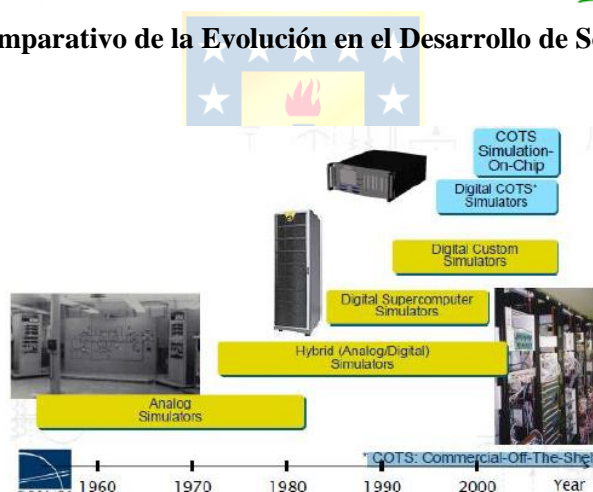 mparativo de la Evolución en el Desarrollo de S
COTS
Simulation-
On-Chip
Digital COTS*
Simulators
Digital Custom
Simulators
Digital Supercomputer
Simulators
Hybrid (Analog/Digital)
Simulators
Analog
Simulators
* COTS: Commercial-Off-The-She
1960 1970 1980 1990 2000 Year